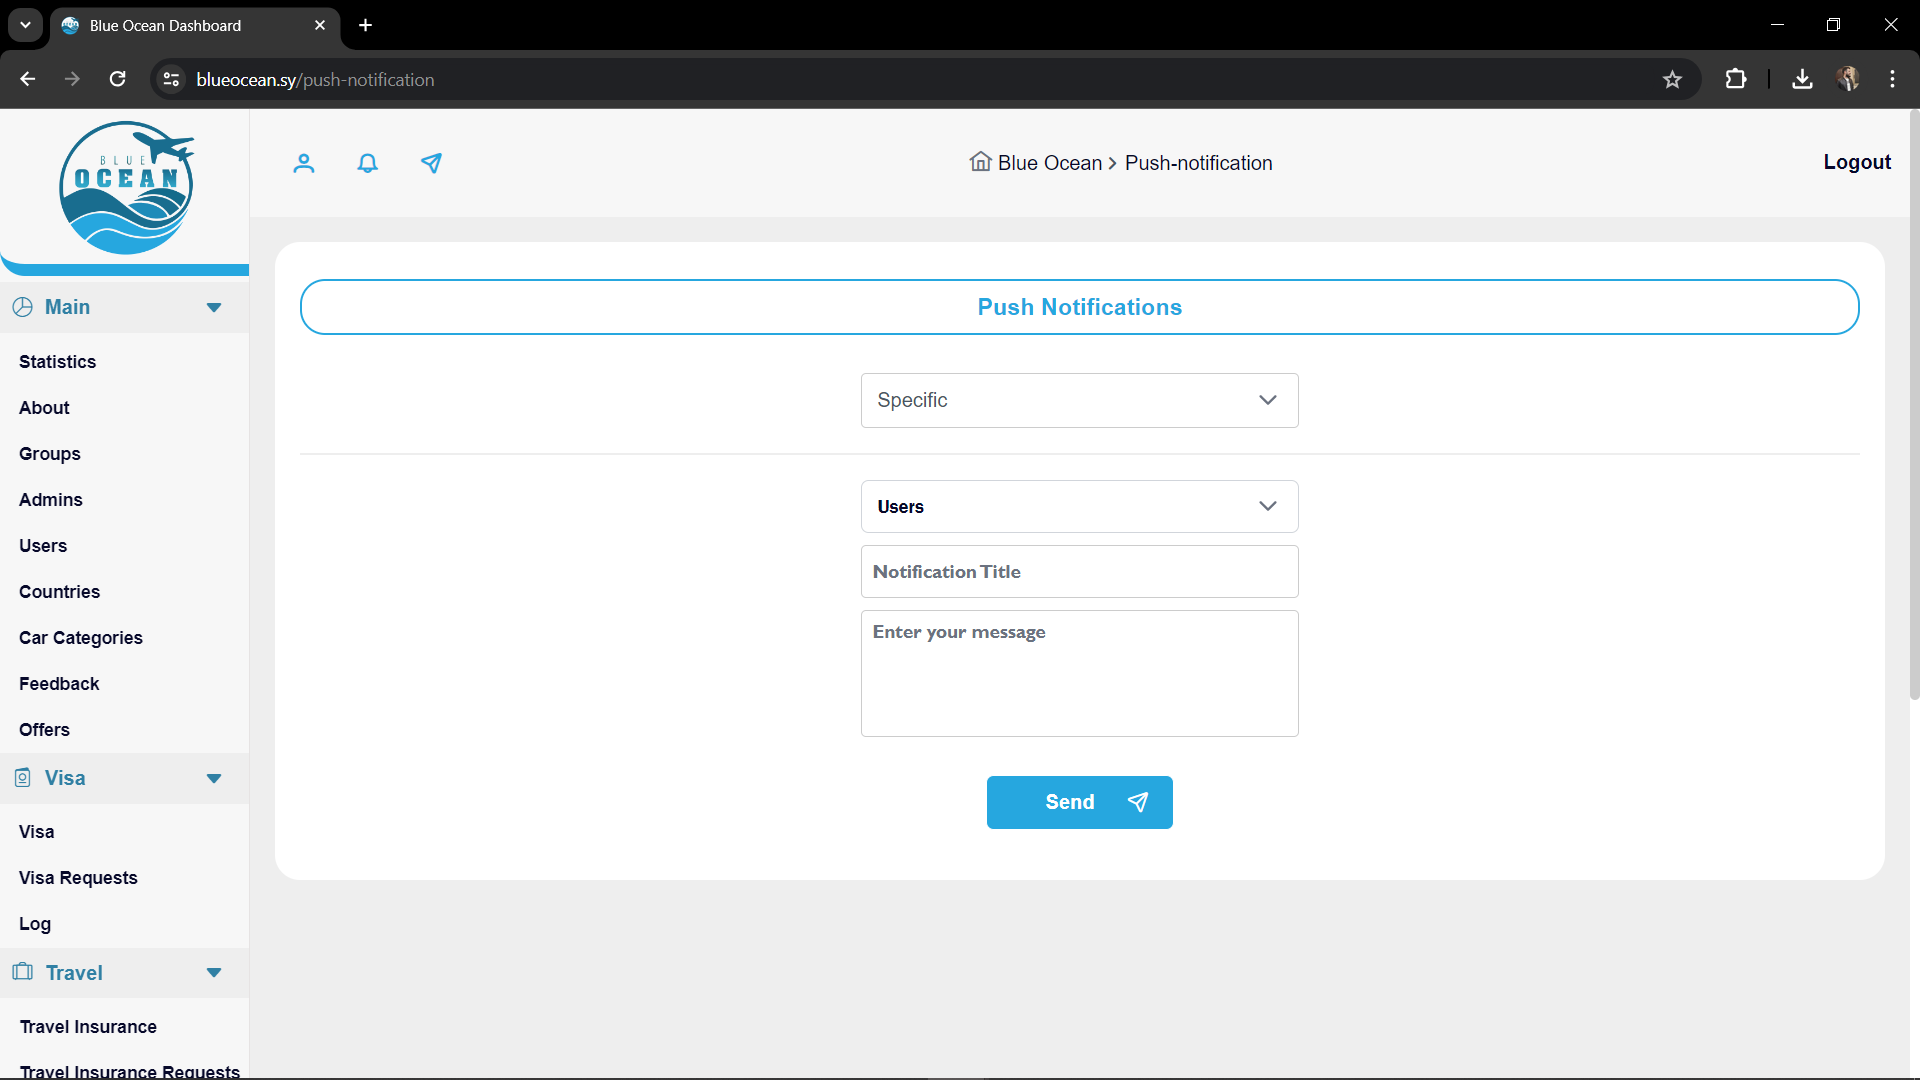 Blue Ocean Dashboard
blueocean.sy/push-notification
BLUE
OCEAN
Blue Ocean > Push-notification
Logout
Main
Statistics
About
Groups
Admins
Users
Countries
Car Categories
Feedback
Offers
Visa
Visa
Visa Requests
Log
Travel
Travel Insurance
Travel Insurance Requests
Push Notifications
Specific
Users
Notification Title
Enter your message
Send